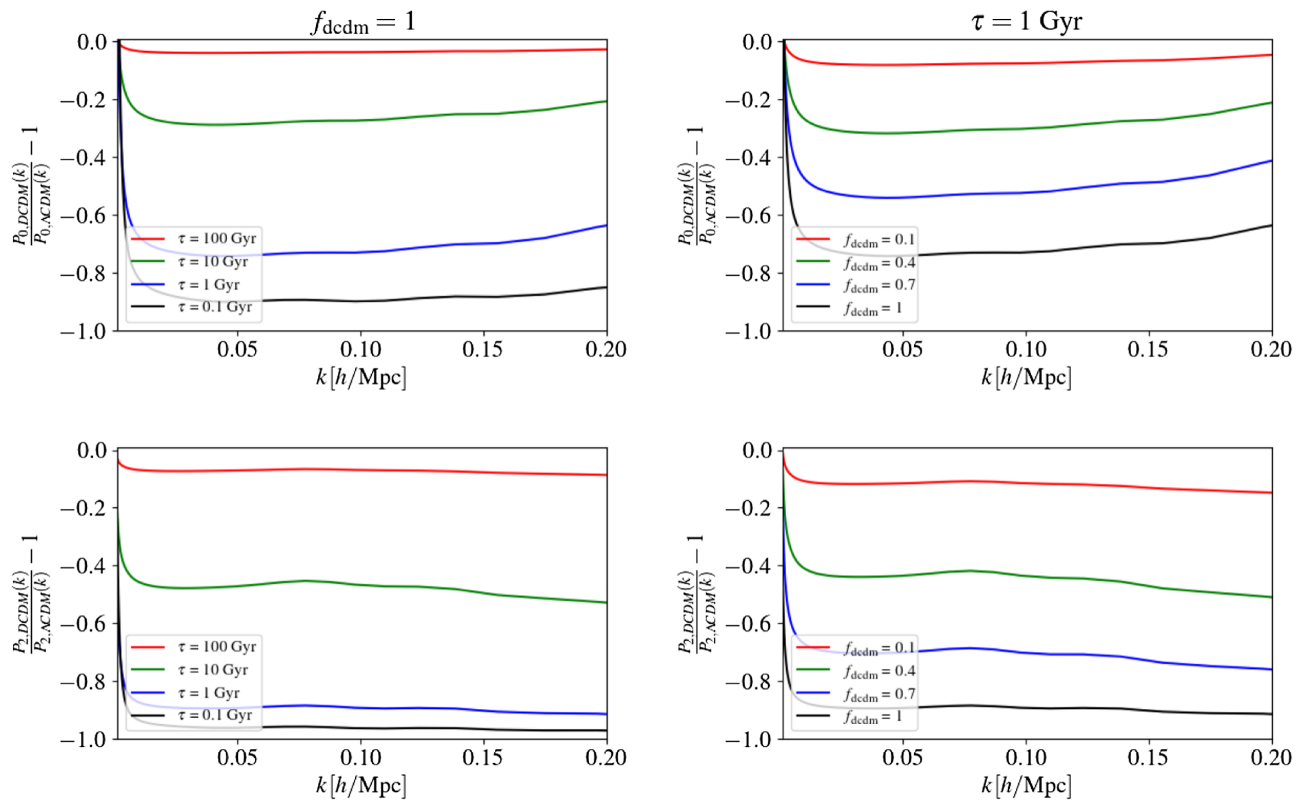 f_dcdm = 1
0.0
−0.2
−0.4
−0.6
−0.8
−1.0
P_0,DCDM(k)/P_0,ΛCDM(k) − 1
τ = 100 Gyr
τ = 10 Gyr
τ = 1 Gyr
τ = 0.1 Gyr
0.05 0.10 0.15 0.20
k [h/Mpc]
τ = 1 Gyr
0.0
−0.2
−0.4
−0.6
−0.8
−1.0
P_0,DCDM(k)/P_0,ΛCDM(k) − 1
f_dcdm = 0.1
f_dcdm = 0.4
f_dcdm = 0.7
f_dcdm = 1
0.05 0.10 0.15 0.20
k [h/Mpc]
0.0
−0.2
−0.4
−0.6
−0.8
−1.0
P_2,DCDM(k)/P_2,ΛCDM(k) − 1
τ = 100 Gyr
τ = 10 Gyr
τ = 1 Gyr
τ = 0.1 Gyr
0.05 0.10 0.15 0.20
k [h/Mpc]
0.0
−0.2
−0.4
−0.6
−0.8
−1.0
P_2,DCDM(k)/P_2,ΛCDM(k) − 1
f_dcdm = 0.1
f_dcdm = 0.4
f_dcdm = 0.7
f_dcdm = 1
0.05 0.10 0.15 0.20
k [h/Mpc]